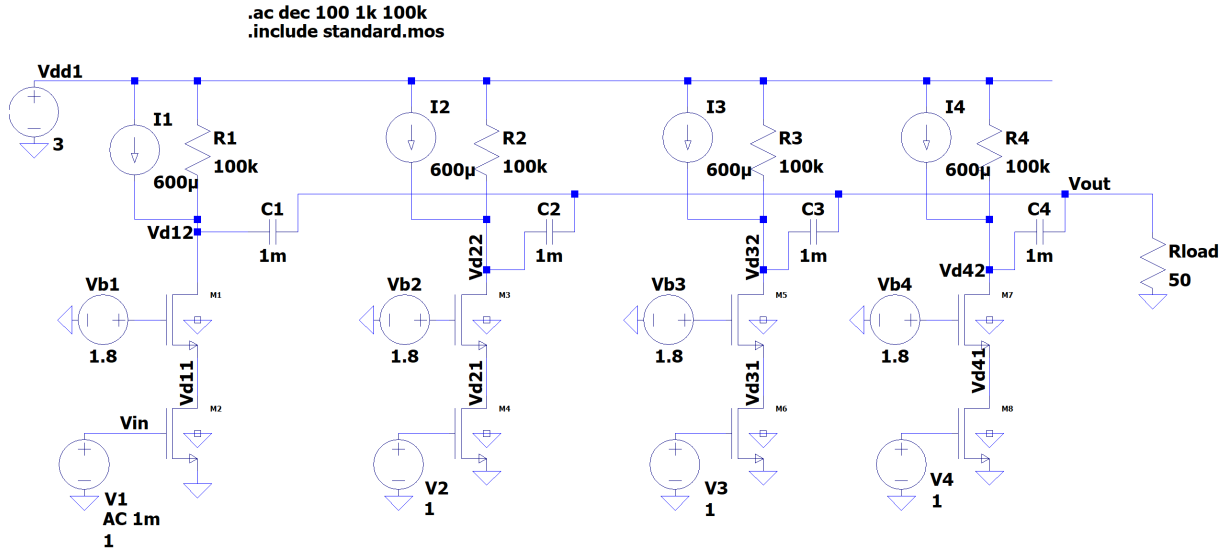 .ac dec 100 1k 100k
.include standard.mos
Vdd1
3
I1
600µ
R1
100k
I2
600µ
R2
100k
I3
600µ
R3
100k
I4
600µ
R4
100k
Vd12
C1
1m
Vd22
C2
1m
Vd32
C3
1m
Vd42
C4
1m
Vout
Rload
50
Vb1
1.8
M1
Vb2
1.8
M3
Vb3
1.8
M5
Vb4
1.8
M7
Vd11
Vd21
Vd31
Vd41
Vin
M2
M4
M6
M8
V1
AC 1m
1
V2
1
V3
1
V4
1